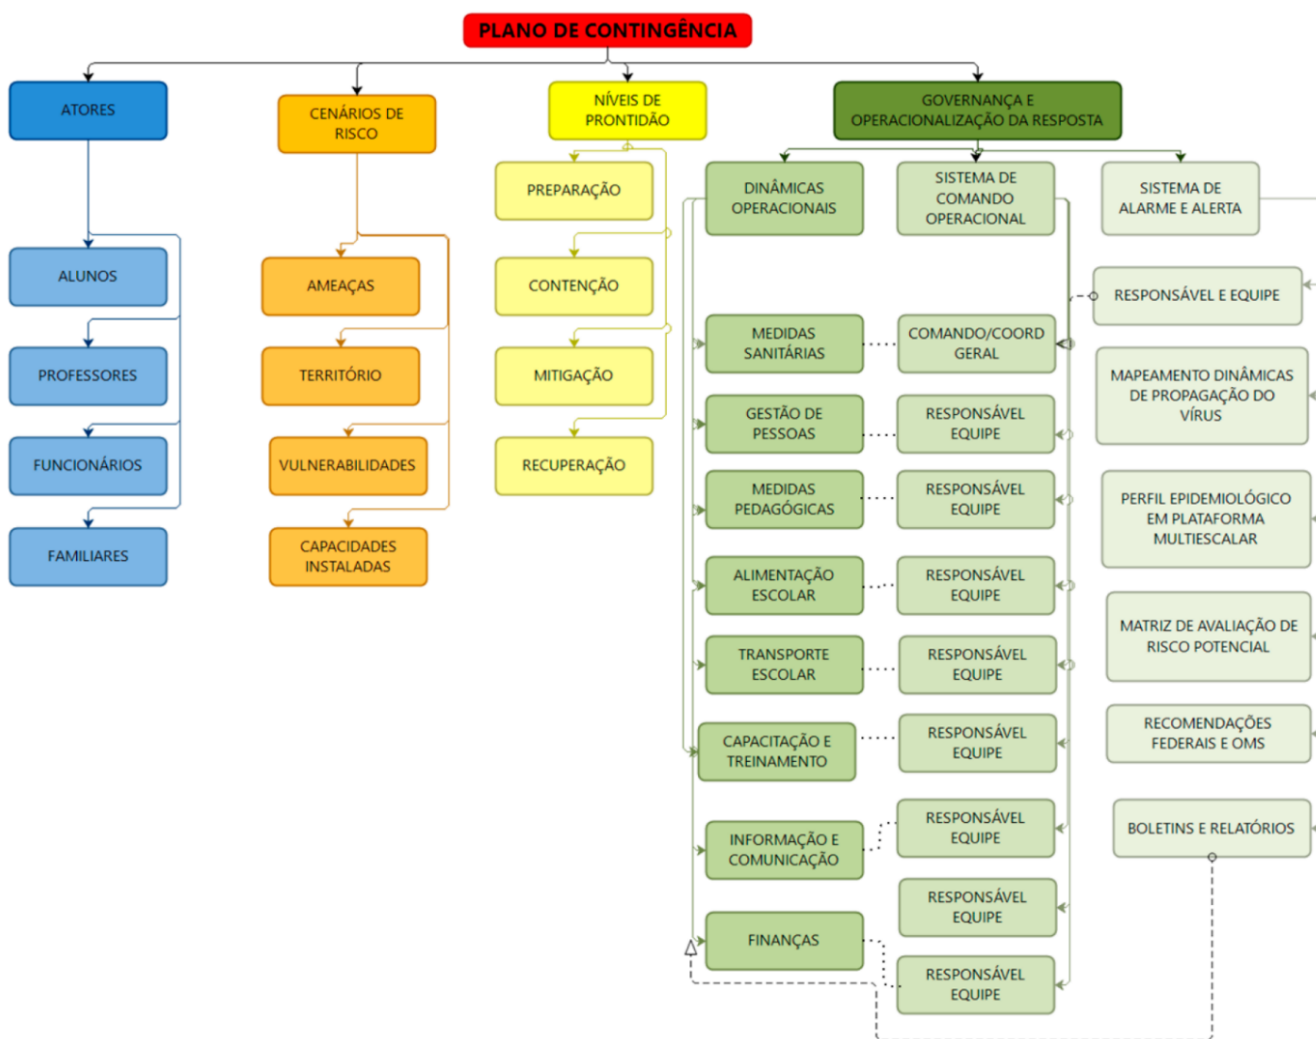 PLANO DE CONTINGÊNCIA
ATORES
ALUNOS
PROFESSORES
FUNCIONÁRIOS
FAMILIARES
CENÁRIOS DE
RISCO
AMEAÇAS
TERRITÓRIO
VULNERABILIDADES
CAPACIDADES
INSTALADAS
NÍVEIS DE
PRONTIDÃO
PREPARAÇÃO
CONTENÇÃO
MITIGAÇÃO
RECUPERAÇÃO
GOVERNANÇA E
OPERACIONALIZAÇÃO DA RESPOSTA
DINÂMICAS
OPERACIONAIS
MEDIDAS
SANITÁRIAS
GESTÃO DE
PESSOAS
MEDIDAS
PEDAGÓGICAS
ALIMENTAÇÃO
ESCOLAR
TRANSPORTE
ESCOLAR
CAPACITAÇÃO E
TREINAMENTO
INFORMAÇÃO E
COMUNICAÇÃO
FINANÇAS
SISTEMA DE
COMANDO
OPERACIONAL
COMANDO/COORD
GERAL
RESPONSÁVEL
EQUIPE
RESPONSÁVEL
EQUIPE
RESPONSÁVEL
EQUIPE
RESPONSÁVEL
EQUIPE
RESPONSÁVEL
EQUIPE
RESPONSÁVEL
EQUIPE
RESPONSÁVEL
EQUIPE
RESPONSÁVEL
EQUIPE
SISTEMA DE
ALARME E ALERTA
RESPONSÁVEL E EQUIPE
MAPEAMENTO DINÂMICAS
DE PROPAGAÇÃO DO
VÍRUS
PERFIL EPIDEMIOLÓGICO
EM PLATAFORMA
MULTIESCALAR
MATRIZ DE AVALIAÇÃO DE
RISCO POTENCIAL
RECOMENDAÇÕES
FEDERAIS E OMS
BOLETINS E RELATÓRIOS